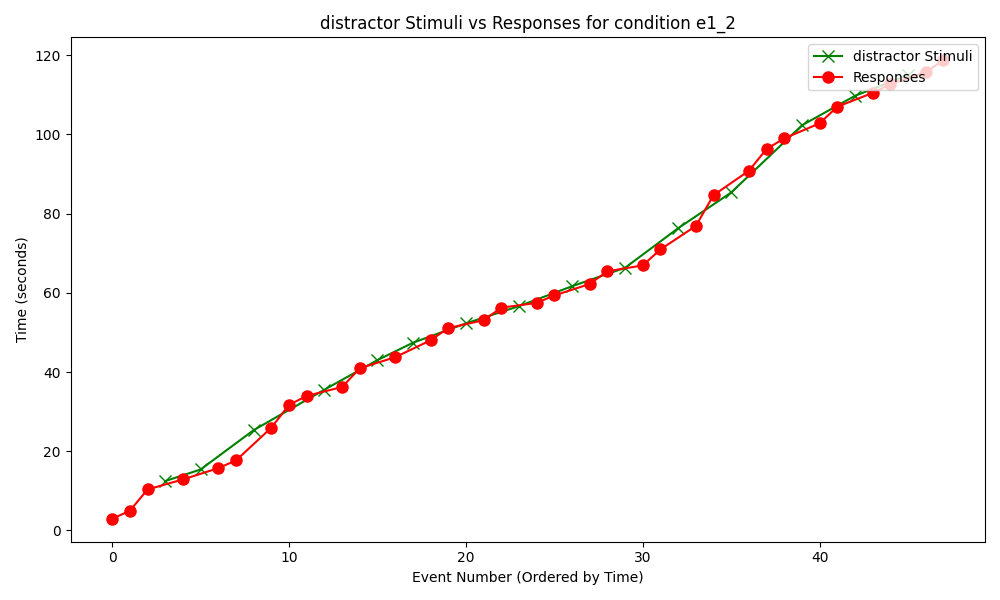 distractor Stimuli vs Responses for condition e1_2
distractor Stimuli
Responses
120
100
80
60
40
20
0
Time (seconds)
0 10 20 30 40
Event Number (Ordered by Time)